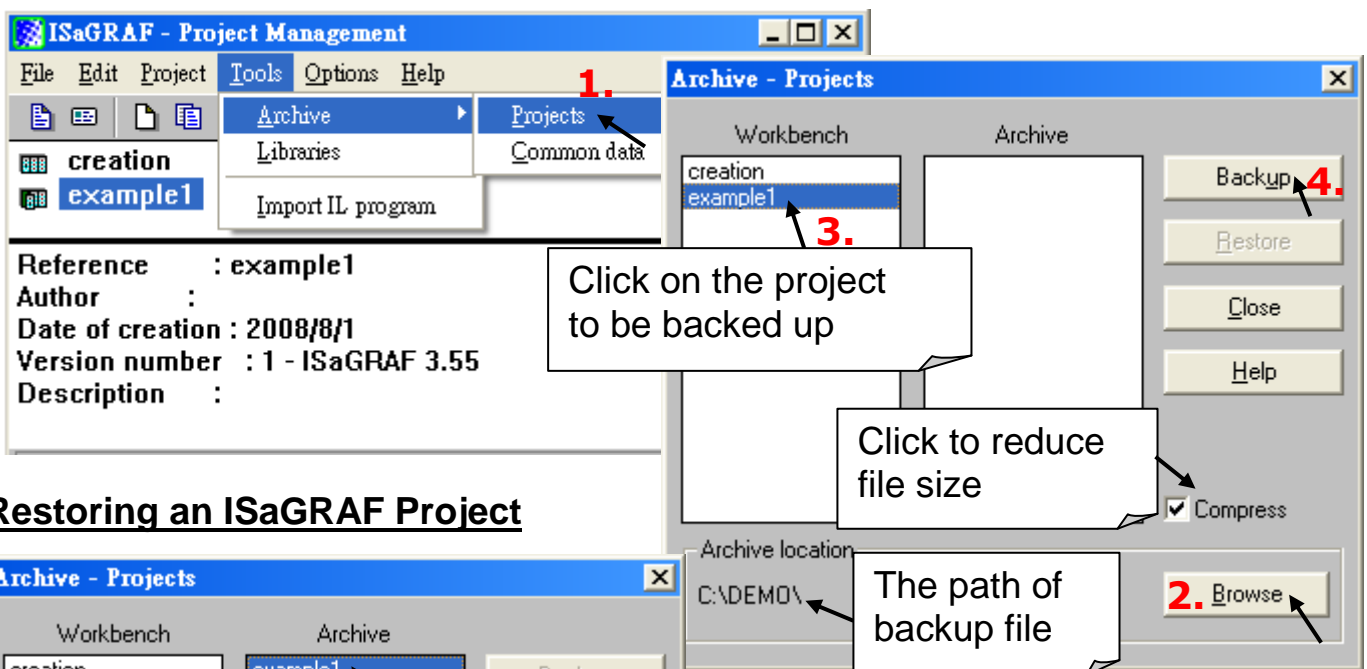 ISaGRAF - Project Management
File Edit Project Tools Options Help
1.
Archive
Projects
Libraries
Common data
Import IL program
creation
example1
Reference : example1
Author :
Date of creation : 2008/8/1
Version number : 1 - ISaGRAF 3.55
Description :
Archive - Projects
Workbench Archive
creation
example1
3.
Click on the project
to be backed up
Backup
4.
Restore
Close
Help
Click to reduce
file size
Compress
Archive location
C:\DEMO\
The path of
backup file
2.
Browse
Restoring an ISaGRAF Project
Archive - Projects
Workbench Archive
creation
example1